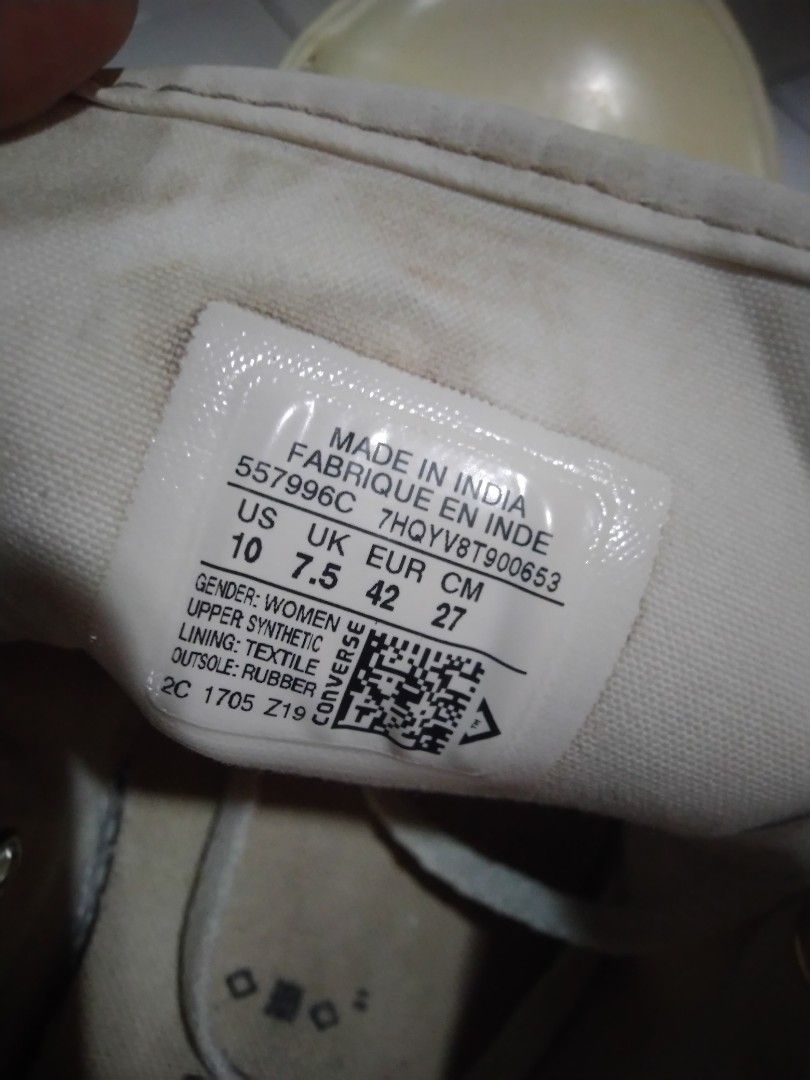 MADE IN INDIA
FABRIQUE EN INDE
557996C 7HQYV8T900653
US UK EUR CM
10 7.5 42 27
GENDER: WOMEN
UPPER: SYNTHETIC
LINING: TEXTILE
OUTSOLE: RUBBER
2C 1705 Z19
CONVERSE
TM